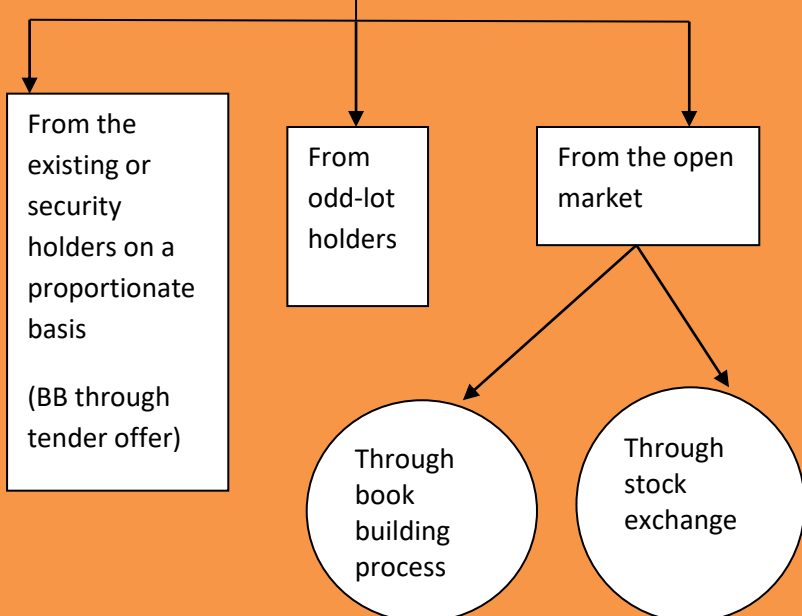 From the
existing or
security
holders on a
proportionate
basis
(BB through
tender offer)
From
odd-lot
holders
From the open
market
Through
book
building
process
Through
stock
exchange